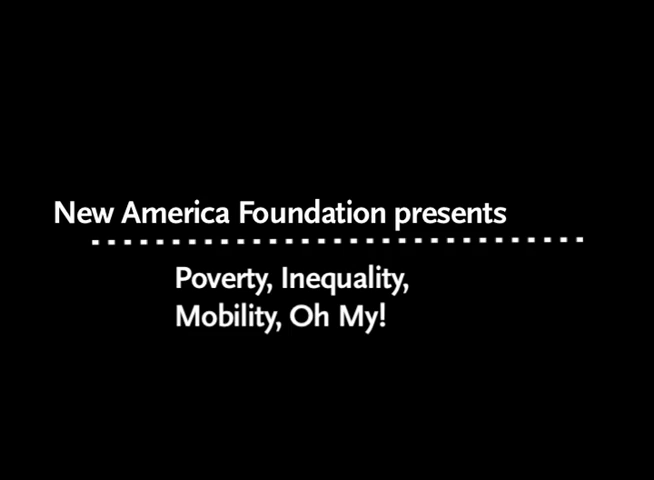 New America Foundation presents
Poverty, Inequality,
Mobility, Oh My!